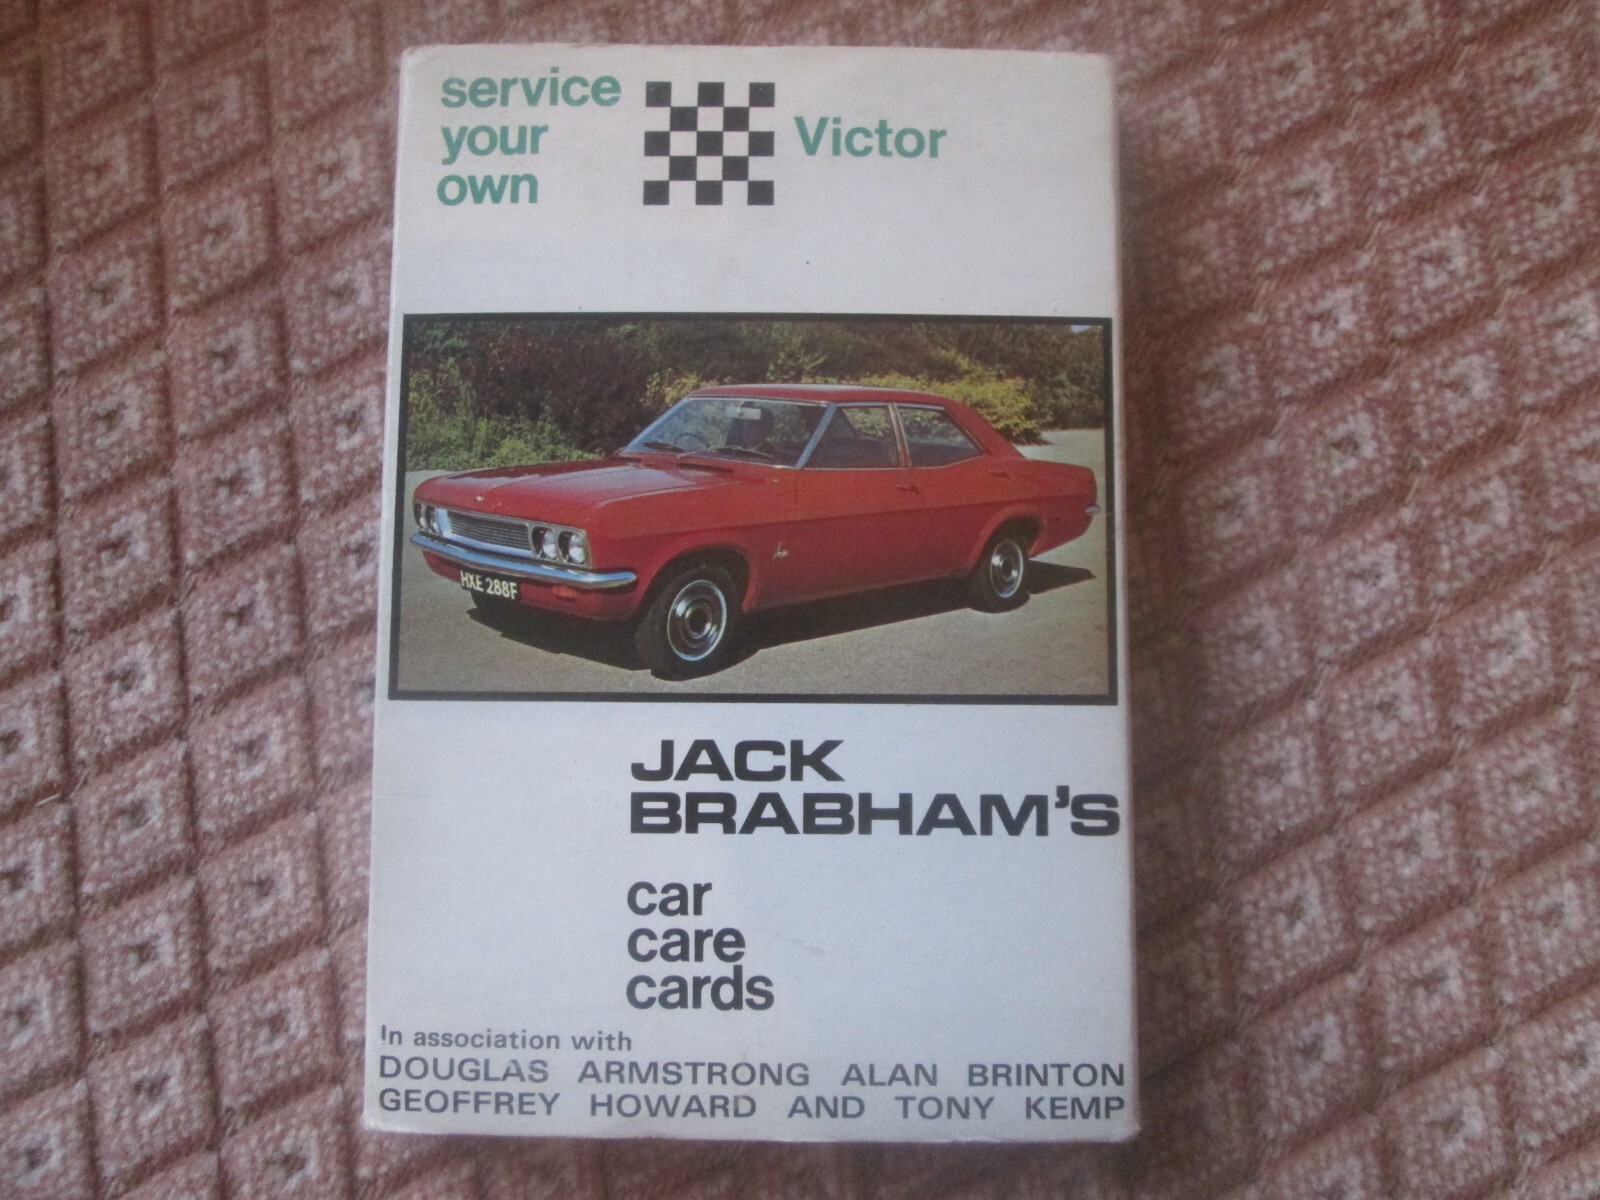 service
your
own
Victor
HXE 288F
JACK
BRABHAM'S
car
care
cards
In association with
DOUGLAS ARMSTRONG ALAN BRINTON
GEOFFREY HOWARD AND TONY KEMP